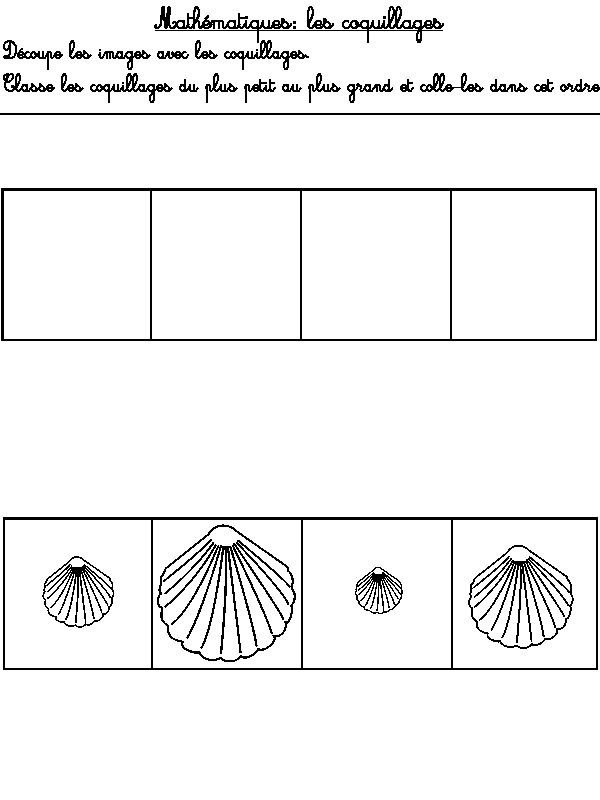 Mathématiques: les coquillages
Découpe les images avec les coquillages.
Classe les coquillages du plus petit au plus grand et colle-les dans cet ordre